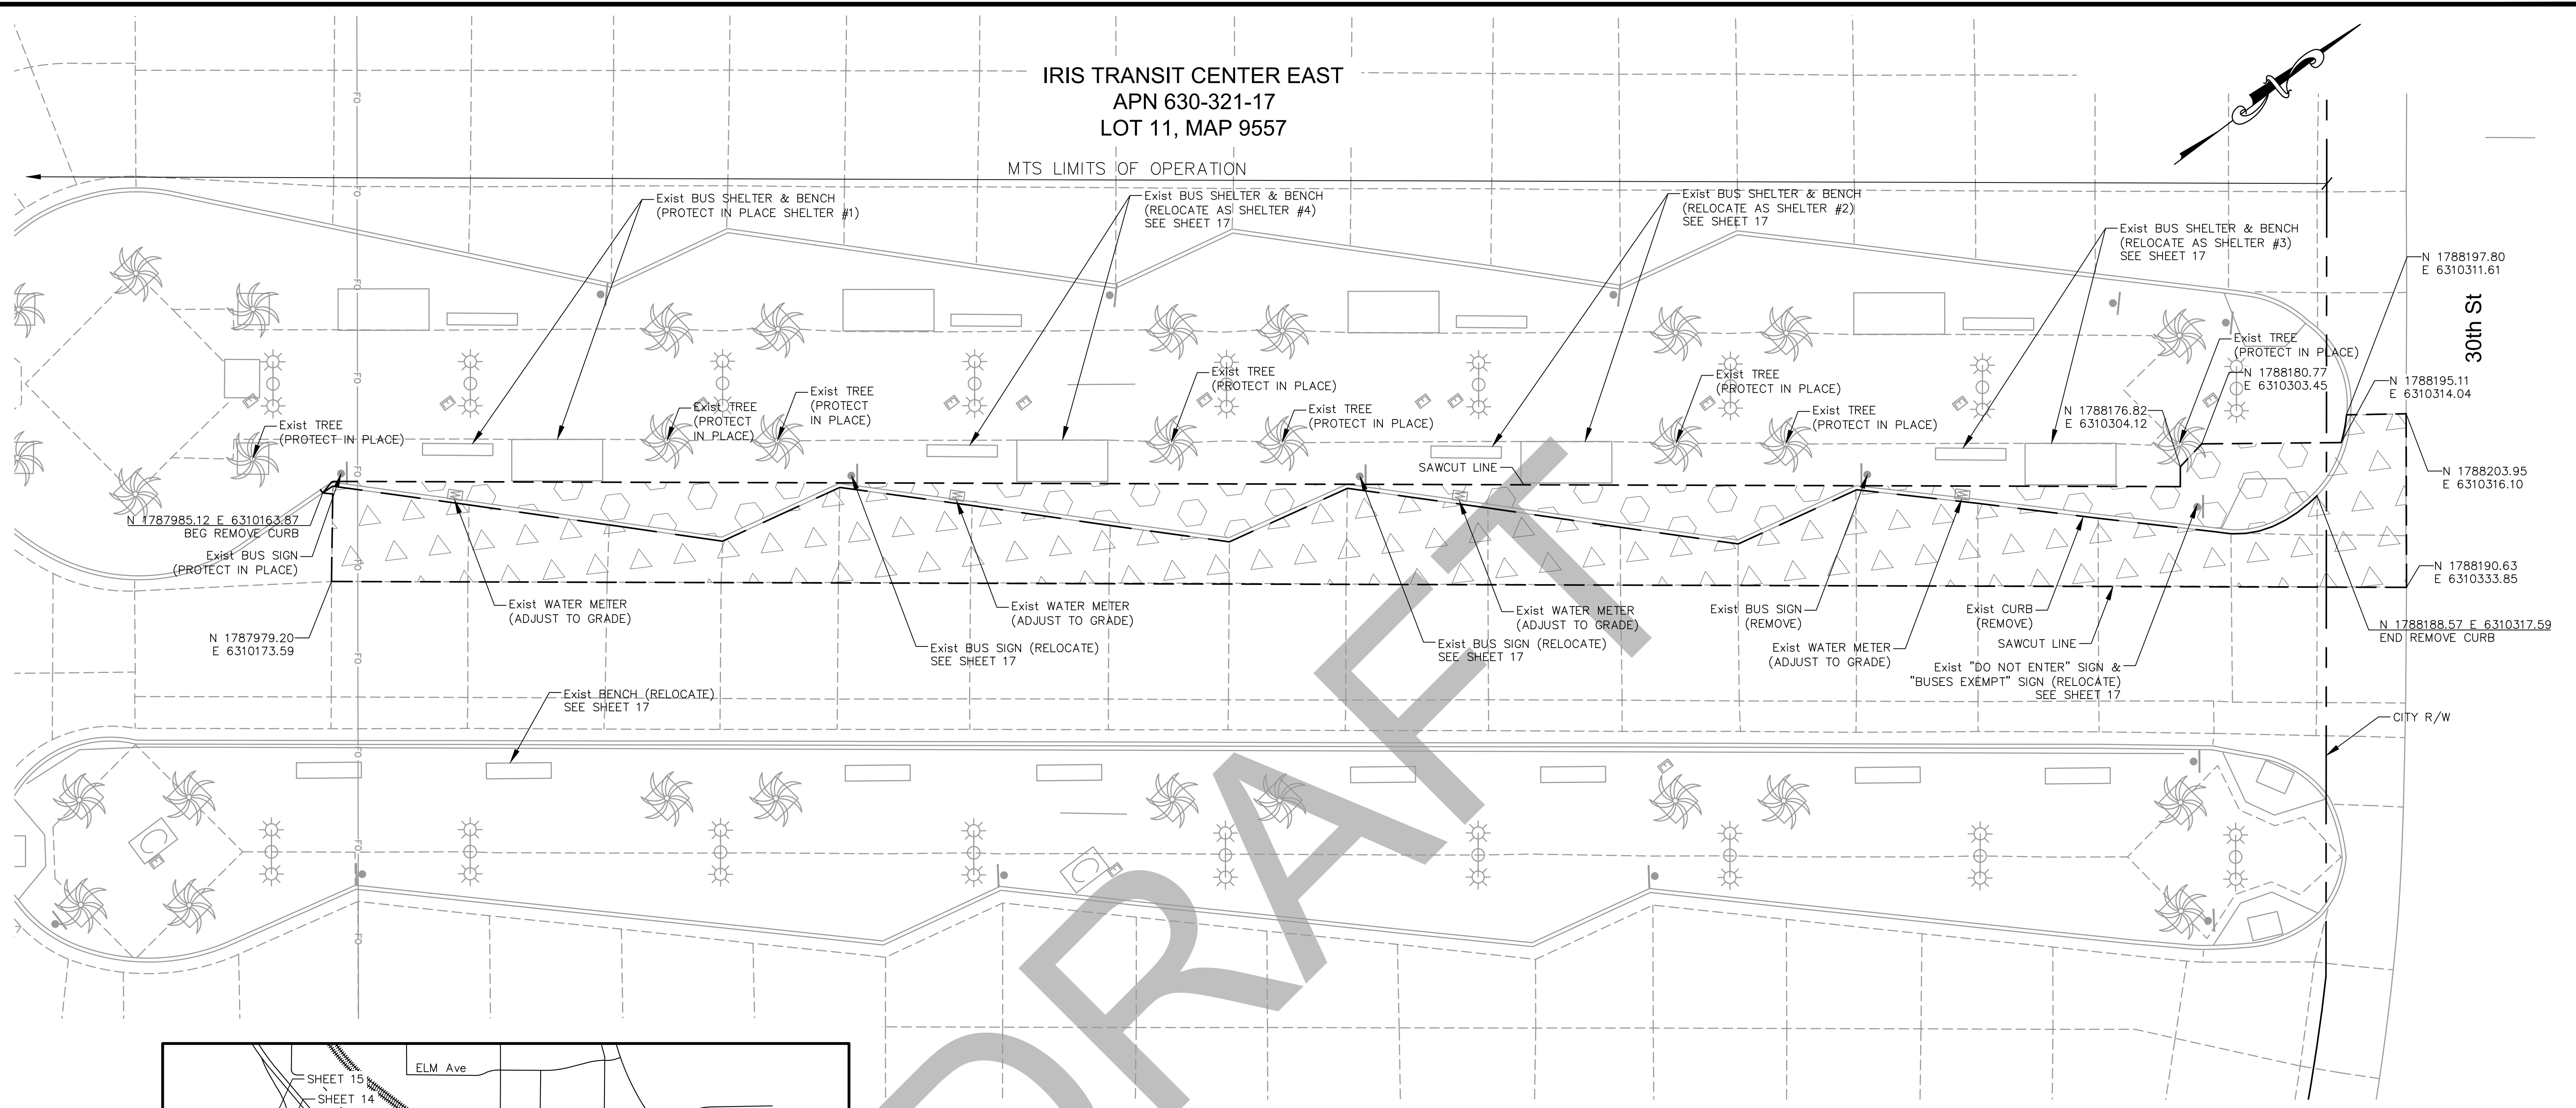 IRIS TRANSIT CENTER EAST
APN 630-321-17
LOT 11, MAP 9557
MTS LIMITS OF OPERATION
Exist BUS SHELTER & BENCH
(PROTECT IN PLACE SHELTER #1)
Exist BUS SHELTER & BENCH
(RELOCATE AS SHELTER #4)
SEE SHEET 17
Exist BUS SHELTER & BENCH
(RELOCATE AS SHELTER #2)
SEE SHEET 17
Exist BUS SHELTER & BENCH
(RELOCATE AS SHELTER #3)
SEE SHEET 17
N 1788197.80
E 6310311.61
30th St
Exist TREE
(PROTECT IN PLACE)
N 1788180.77
E 6310303.45
N 1788195.11
E 6310314.04
N 1788176.82
E 6310304.12
Exist TREE
(PROTECT IN PLACE)
Exist TREE
(PROTECT
IN PLACE)
Exist TREE
(PROTECT
IN PLACE)
Exist TREE
(PROTECT IN PLACE)
Exist TREE
(PROTECT IN PLACE)
Exist TREE
(PROTECT IN PLACE)
Exist TREE
(PROTECT IN PLACE)
SAWCUT LINE
N 1788203.95
E 6310316.10
N 1787985.12 E 6310163.87
BEG REMOVE CURB
Exist BUS SIGN
(PROTECT IN PLACE)
N 1788190.63
E 6310333.85
N 1787979.20
E 6310173.59
Exist WATER METER
(ADJUST TO GRADE)
Exist BUS SIGN (RELOCATE)
SEE SHEET 17
Exist WATER METER
(ADJUST TO GRADE)
Exist BUS SIGN (RELOCATE)
SEE SHEET 17
Exist WATER METER
(ADJUST TO GRADE)
Exist BUS SIGN
(REMOVE)
Exist WATER METER
(ADJUST TO GRADE)
Exist CURB
(REMOVE)
SAWCUT LINE
Exist "DO NOT ENTER" SIGN &
"BUSES EXEMPT" SIGN (RELOCATE)
SEE SHEET 17
N 1788188.57 E 6310317.59
END REMOVE CURB
Exist BENCH (RELOCATE)
SEE SHEET 17
CITY R/W
FO
FO
FO
FO
FO
FO
FO
FO
FO
FO
DRAFT
ELM Ave
SHEET 15
SHEET 14